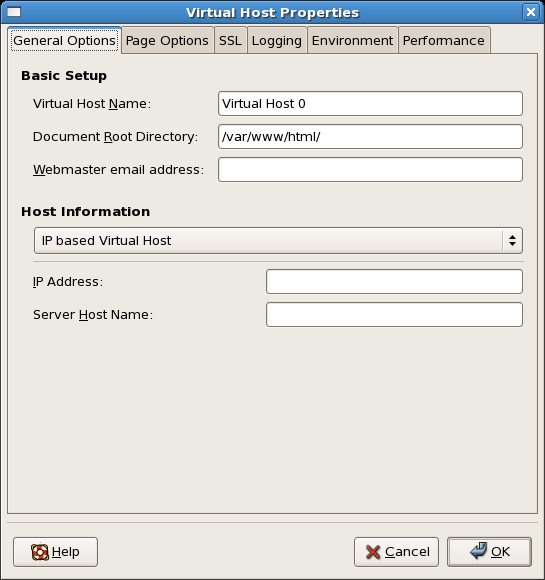 Virtual Host Properties
General Options Page Options SSL Logging Environment Performance
Basic Setup
Virtual Host Name: Virtual Host 0
Document Root Directory: /var/www/html/
Webmaster email address:
Host Information
IP based Virtual Host
IP Address:
Server Host Name:
Help Cancel OK